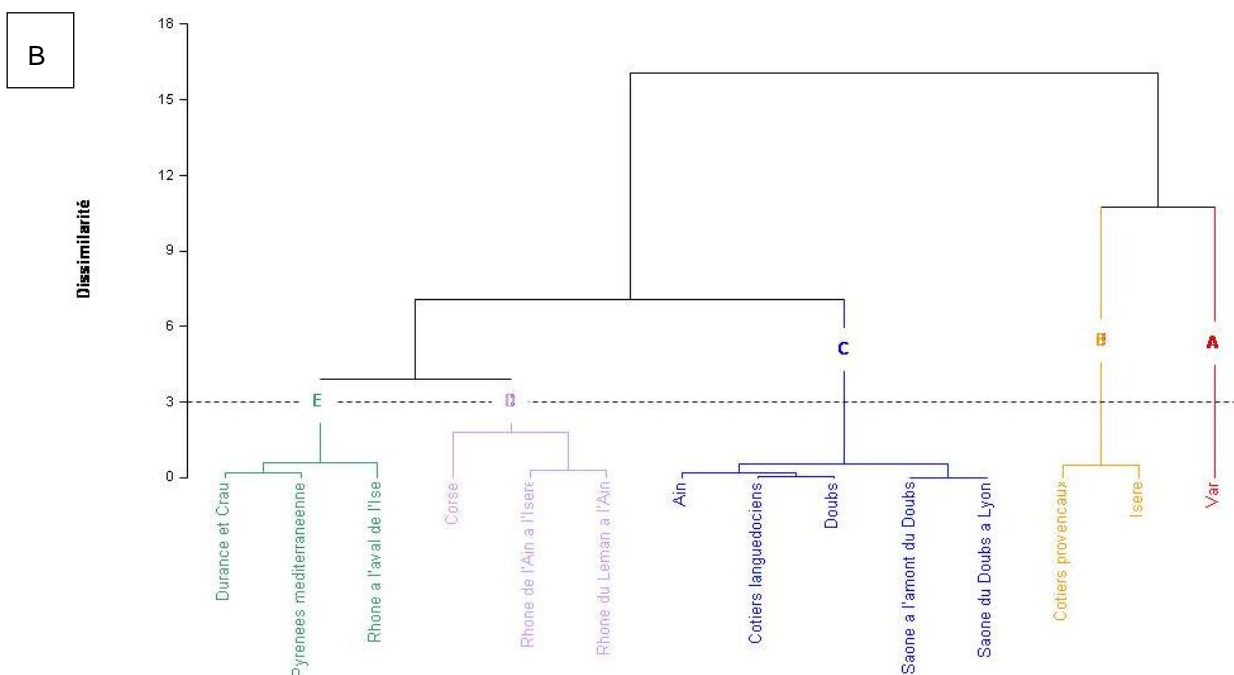 B
18
15
12
9
6
3
0
Dissimilarité
E
D
C
B
A
Durance et Crau
Pyrenees mediterraneenne
Rhone a l'aval de l'Ise
Corse
Rhone de l'Ain a l'Isere
Rhone du Leman a l'Ain
Ain
Cotiers languedociens
Doubs
Saone a l'amont du Doubs
Saone du Doubs a Lyon
Cotiers provencaux
Isere
Var